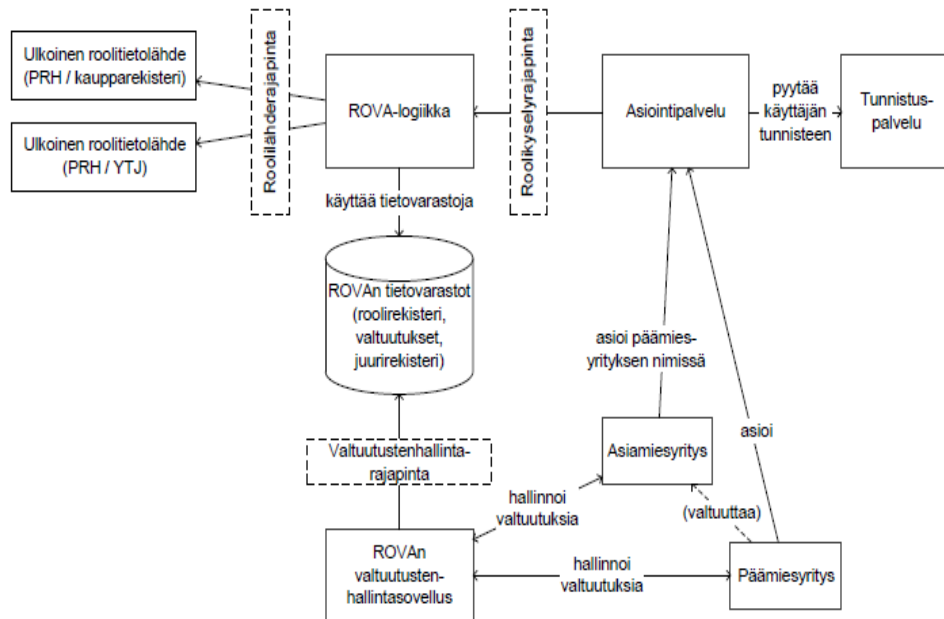 Ulkoinen roolitietolähde
(PRH / kaupparekisteri)
Ulkoinen roolitietolähde
(PRH / YTJ)
Roolilähderajapinta
ROVA-logiikka
Roolikyselyrajapinta
Asiointipalvelu
pyytää
käyttäjän
tunnisteen
Tunnistus-
palvelu
käyttää tietovarastoja
ROVAn tietovarastot
(roolirekisteri,
valtuutukset,
juurirekisteri)
asioi päämies-
yrityksen nimissä
asioi
Valtuutustenhallinta-
rajapinta
Asiamiesyritys
hallinnoi
valtuutuksia
(valtuuttaa)
ROVAn
valtuutusten-
hallintasovellus
hallinnoi
valtuutuksia
Päämiesyritys